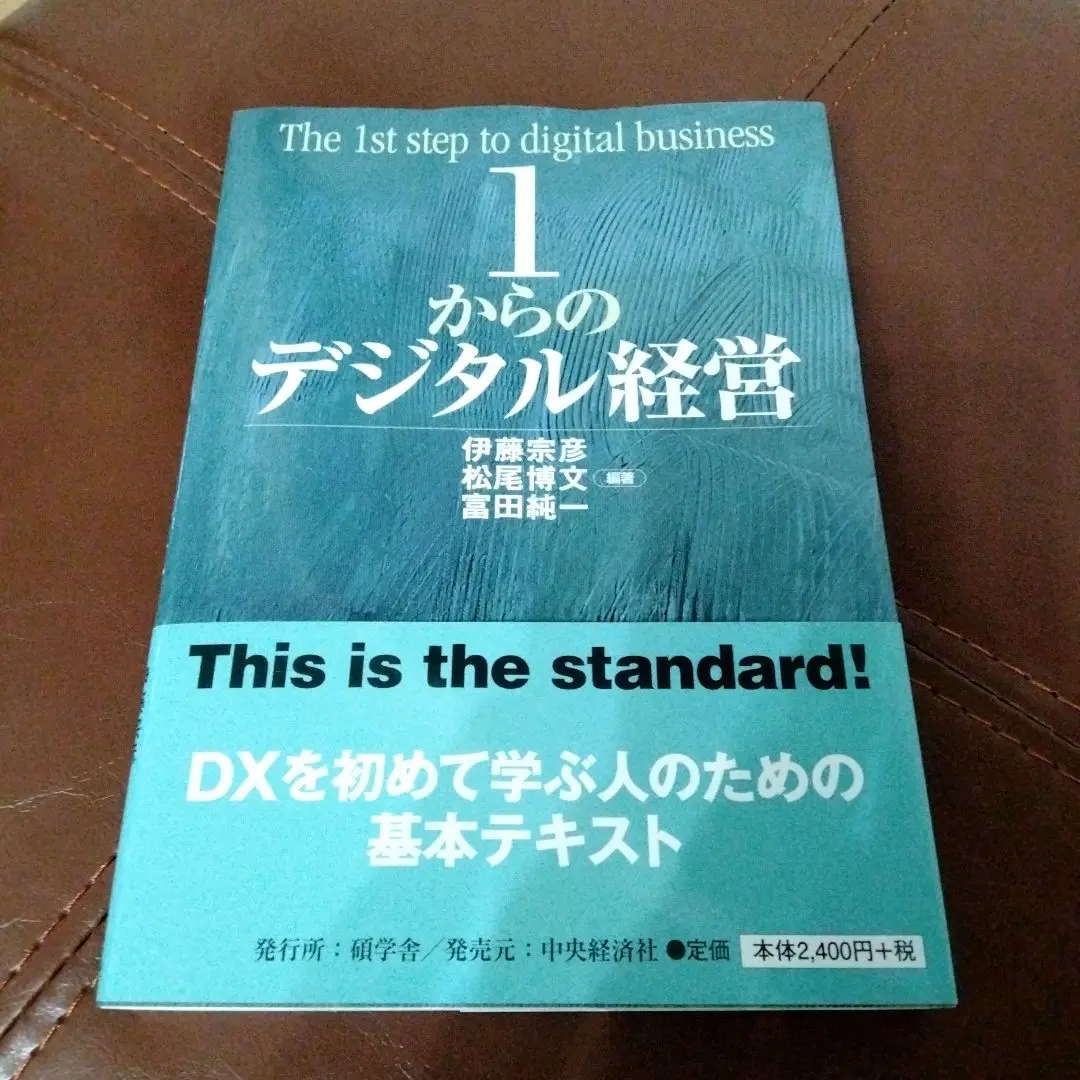 The 1st step to digital business
1
からの
デジタル経営
伊藤宗彦
松尾博文 編著
富田純一
This is the standard!
DXを初めて学ぶ人のための
基本テキスト
発行所:碩学舎/発売元:中央経済社 ●定価 本体2,400円+税